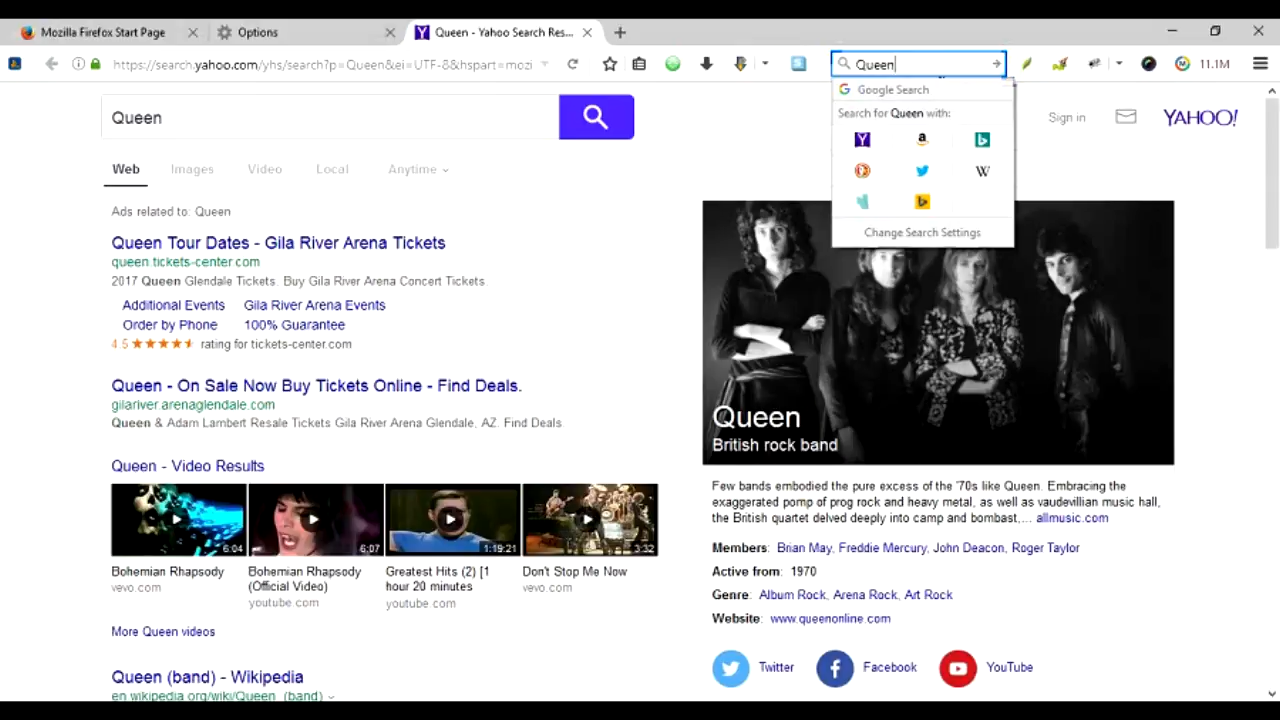 Mozilla Firefox Start Page
Options
Queen - Yahoo Search Res...
https://search.yahoo.com/yhs/search?p=Queen&ei=UTF-8&hspart=mozi
Queen
11.1M
Google Search
Search for Queen with:
Change Search Settings
Queen
Sign in
YAHOO!
Web
Images
Video
Local
Anytime
Ads related to: Queen
Queen Tour Dates - Gila River Arena Tickets
queen.tickets-center.com
2017 Queen Glendale Tickets. Buy Gila River Arena Concert Tickets.
Additional Events
Gila River Arena Events
Order by Phone
100% Guarantee
4.5 ★★★★★ rating for tickets-center.com
Queen - On Sale Now Buy Tickets Online - Find Deals.
gilariver.arenaglendale.com
Queen & Adam Lambert Resale Tickets Gila River Arena Glendale, AZ. Find Deals
Queen - Video Results
6:04
6:07
1:19:21
3:32
Bohemian Rhapsody
vevo.com
Bohemian Rhapsody
(Official Video)
youtube.com
Greatest Hits (2) [1
hour 20 minutes
youtube.com
Don't Stop Me Now
vevo.com
More Queen videos
Queen (band) - Wikipedia
en.wikipedia.org/wiki/Queen_(band)
Queen
British rock band
Few bands embodied the pure excess of the '70s like Queen. Embracing the
exaggerated pomp of prog rock and heavy metal, as well as vaudevillian music hall,
the British quartet delved deeply into camp and bombast,... allmusic.com
Members: Brian May, Freddie Mercury, John Deacon, Roger Taylor
Active from: 1970
Genre: Album Rock, Arena Rock, Art Rock
Website: www.queenonline.com
Twitter
Facebook
YouTube